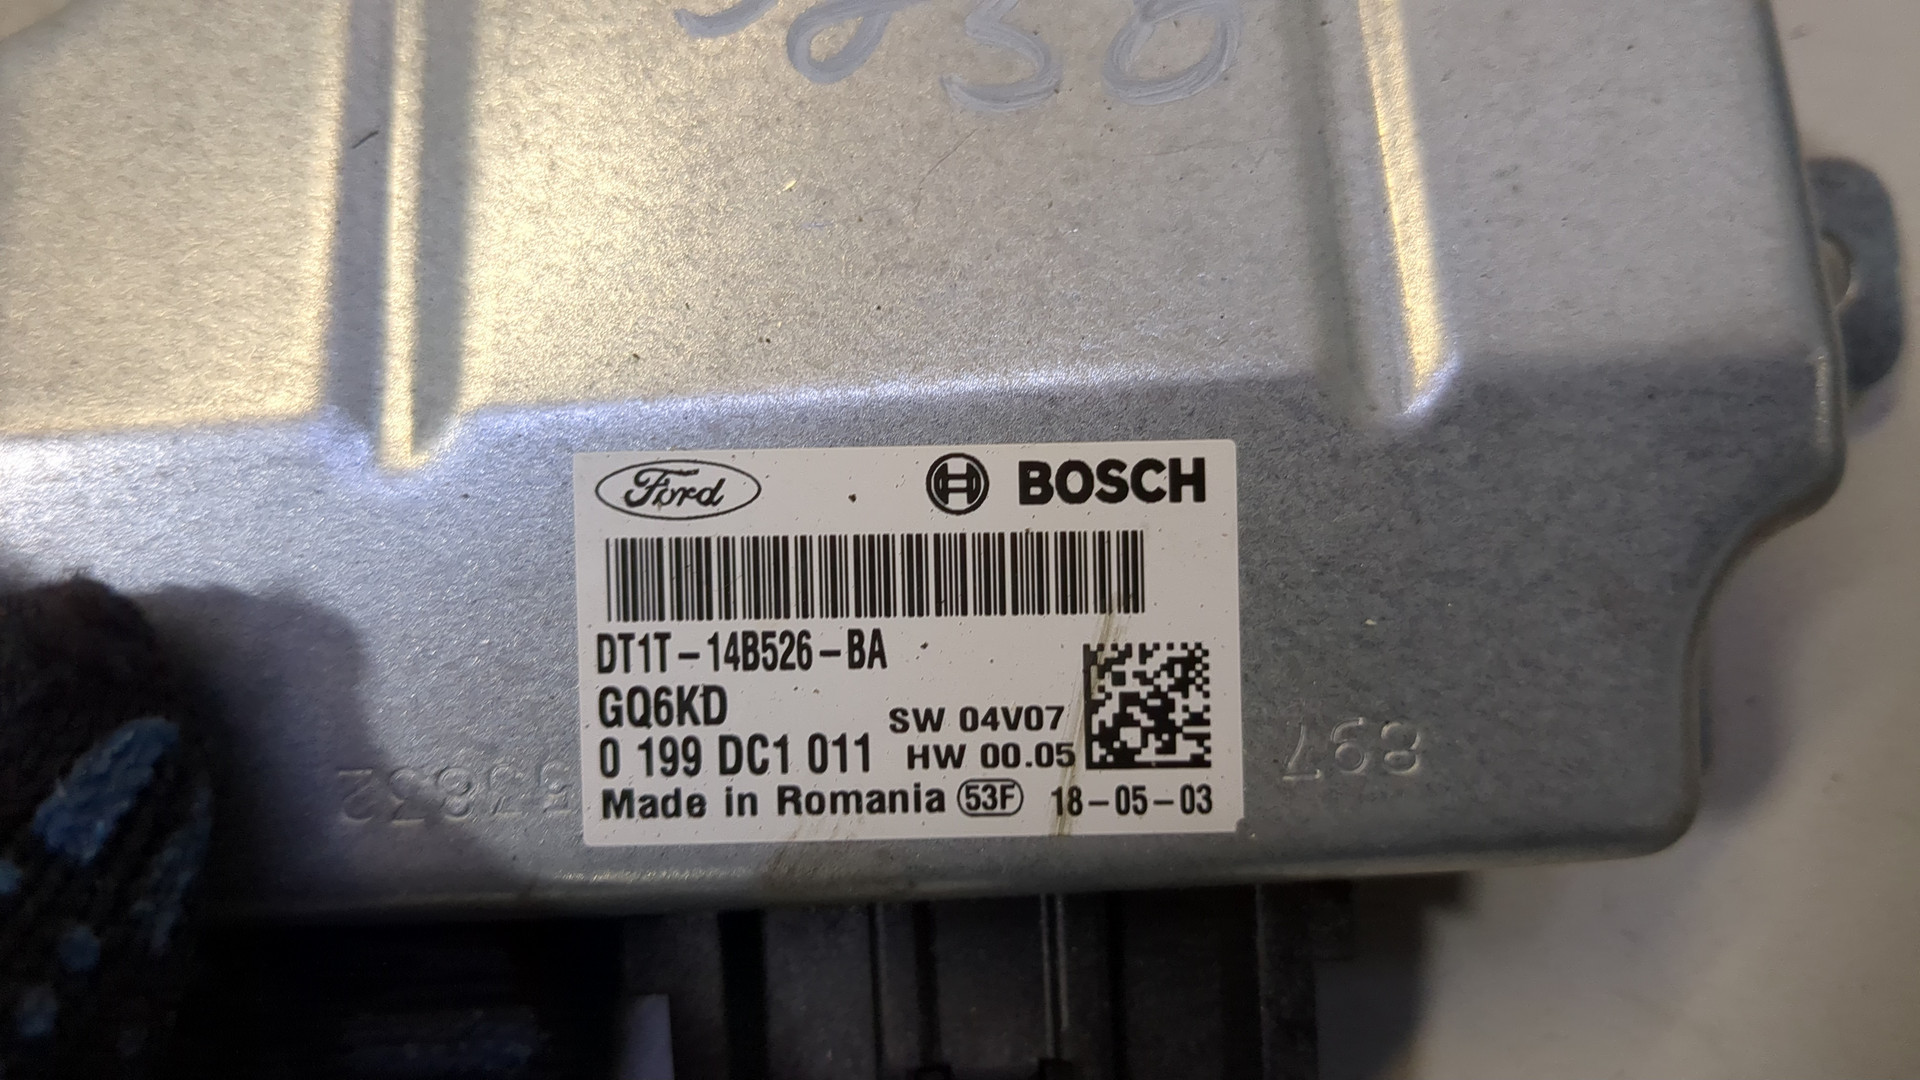 Ford BOSCH
DT1T-14B526-BA
GQ6KD
SW 04V07
0 199 DC1 011
HW 00.05
Made in Romania 53F 18-05-03